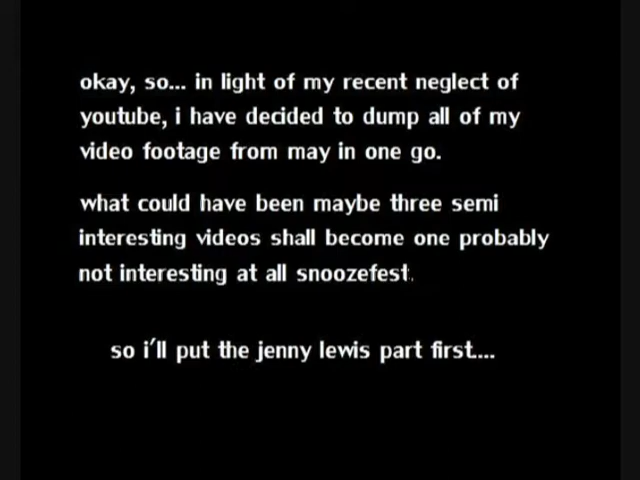 okay, so... in light of my recent neglect of
youtube, i have decided to dump all of my
video footage from may in one go.
what could have been maybe three semi
interesting videos shall become one probably
not interesting at all snoozefest.
so i'll put the jenny lewis part first....